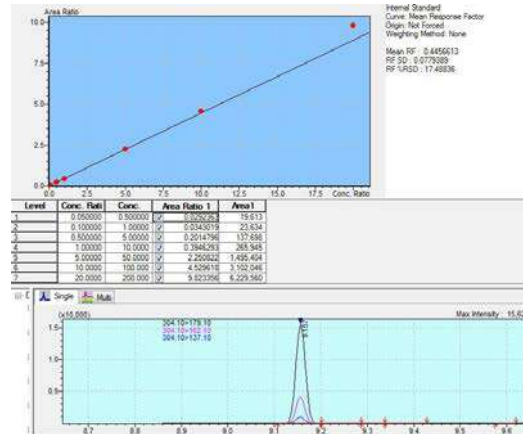 Area Ratio
10.0
7.5
5.0
2.5
0.0
0.0 2.5 5.0 7.5 10.0 12.5 15.0 17.5 Conc. Ratio
Internal Standard
Curve: Mean Response Factor
Origin: Not Forced
Weighting Method: None
Mean RF : 0.4456613
RF SD : 0.0779389
RF %RSD : 17.48836
Level Conc. Rati Conc. Area Ratio 1 Area1
1 0.050000 0.500000 0.0292363 19,613
2 0.100000 1.00000 0.0343019 23,634
3 0.500000 5.00000 0.2014796 137,698
4 1.00000 10.0000 0.3946293 265,945
5 5.00000 50.0000 2.250822 1,495,404
6 10.0000 100.000 4.529610 3,102,046
7 20.0000 200.000 9.823356 6,229,560
Single Multi
(x10,000)
304.10>179.10
304.10>162.10
304.10>137.10
Max Intensity : 15,62
1.5
1.0
0.5
8.7 8.8 8.9 9.0 9.1 9.2 9.3 9.4 9.5 9.6